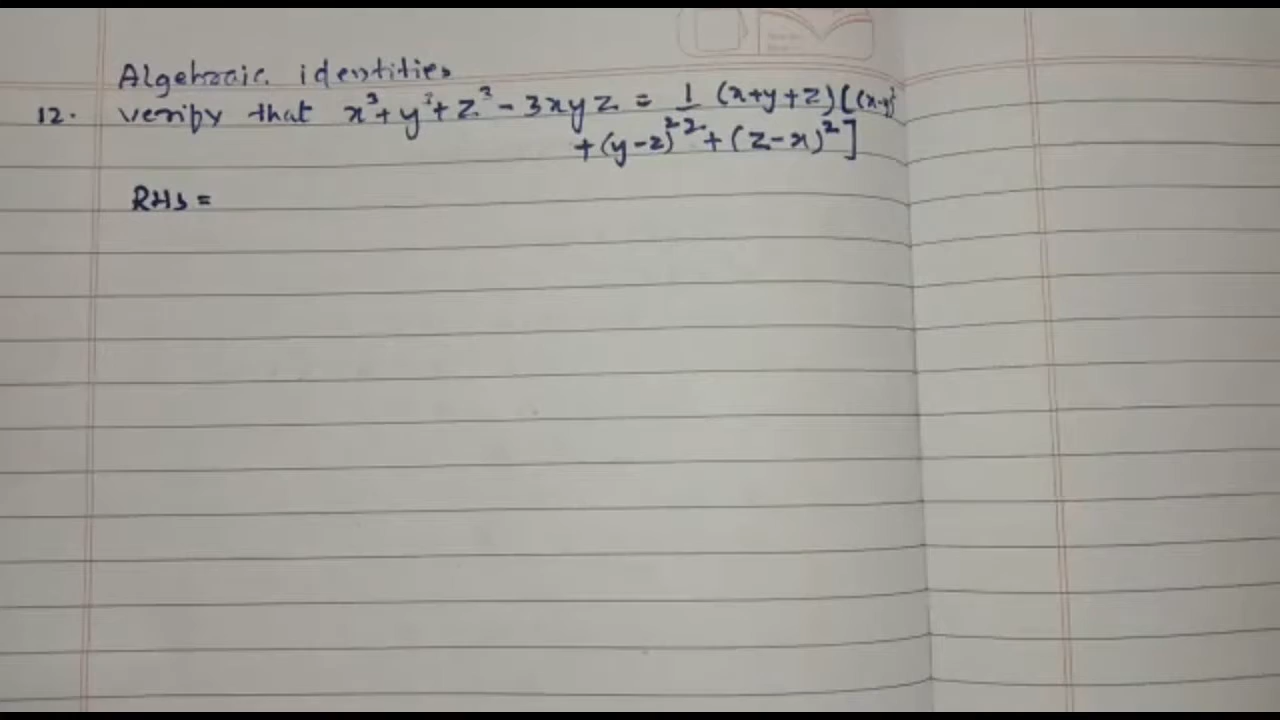 Algebraic identities
12. verify that x³+y³+z³-3xyz = 1/2 (x+y+z)[(x-y)²
+(y-z)²+(z-x)²]
RHS =